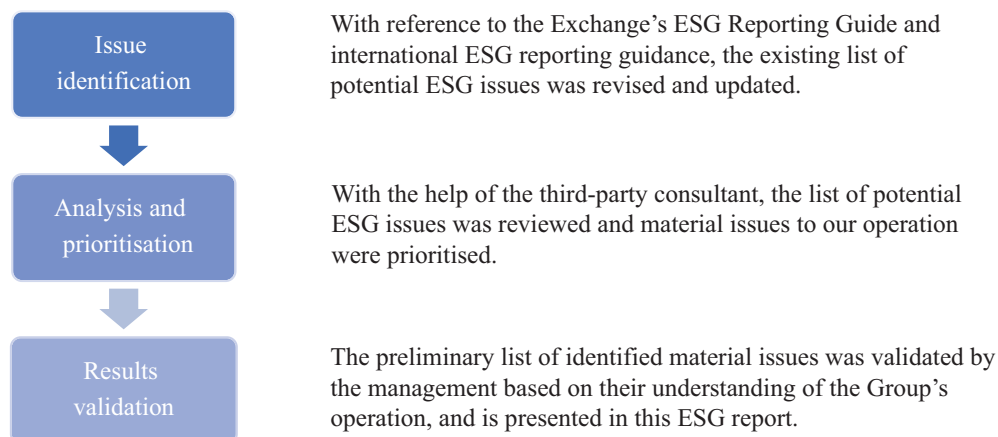 Issue
identification
With reference to the Exchange’s ESG Reporting Guide and
international ESG reporting guidance, the existing list of
potential ESG issues was revised and updated.
Analysis and
prioritisation
With the help of the third-party consultant, the list of potential
ESG issues was reviewed and material issues to our operation
were prioritised.
Results
validation
The preliminary list of identified material issues was validated by
the management based on their understanding of the Group’s
operation, and is presented in this ESG report.